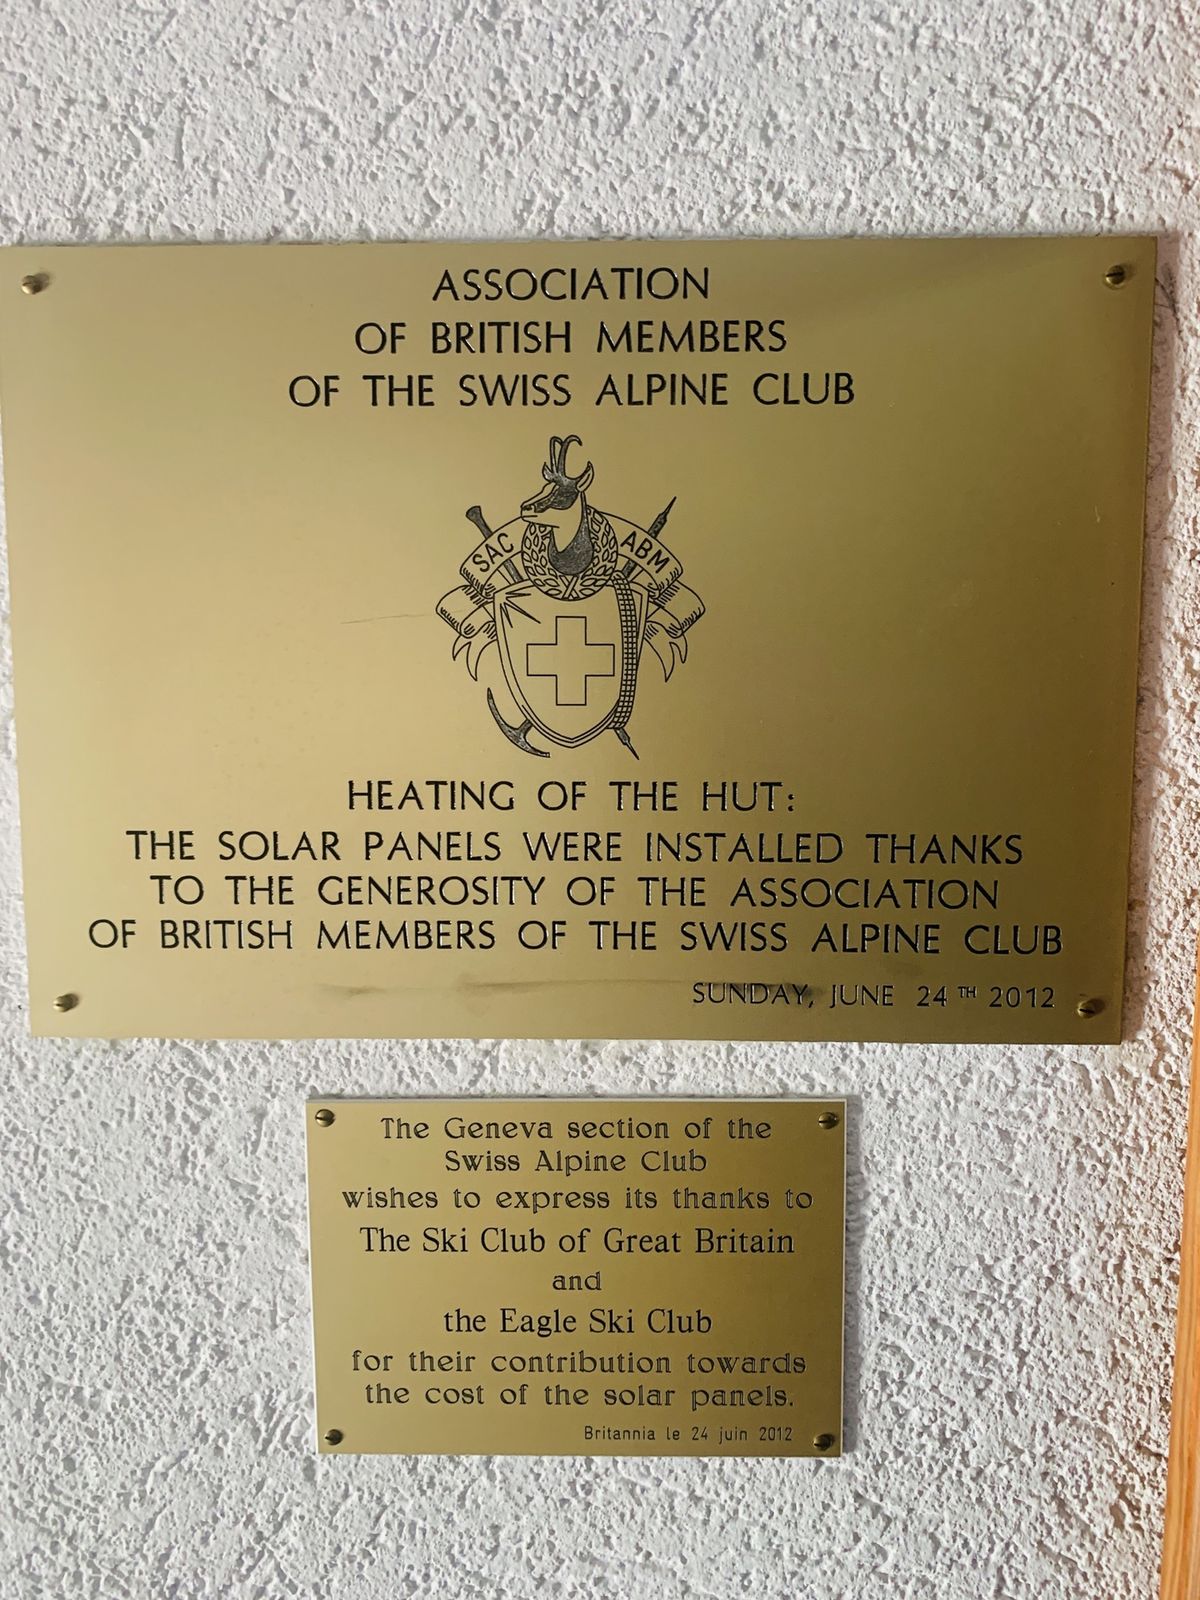 ASSOCIATION
OF BRITISH MEMBERS
OF THE SWISS ALPINE CLUB
SAC ABM
HEATING OF THE HUT:
THE SOLAR PANELS WERE INSTALLED THANKS
TO THE GENEROSITY OF THE ASSOCIATION
OF BRITISH MEMBERS OF THE SWISS ALPINE CLUB
SUNDAY, JUNE 24TH 2012
The Geneva section of the
Swiss Alpine Club
wishes to express its thanks to
The Ski Club of Great Britain
and
the Eagle Ski Club
for their contribution towards
the cost of the solar panels.
Britannia le 24 juin 2012